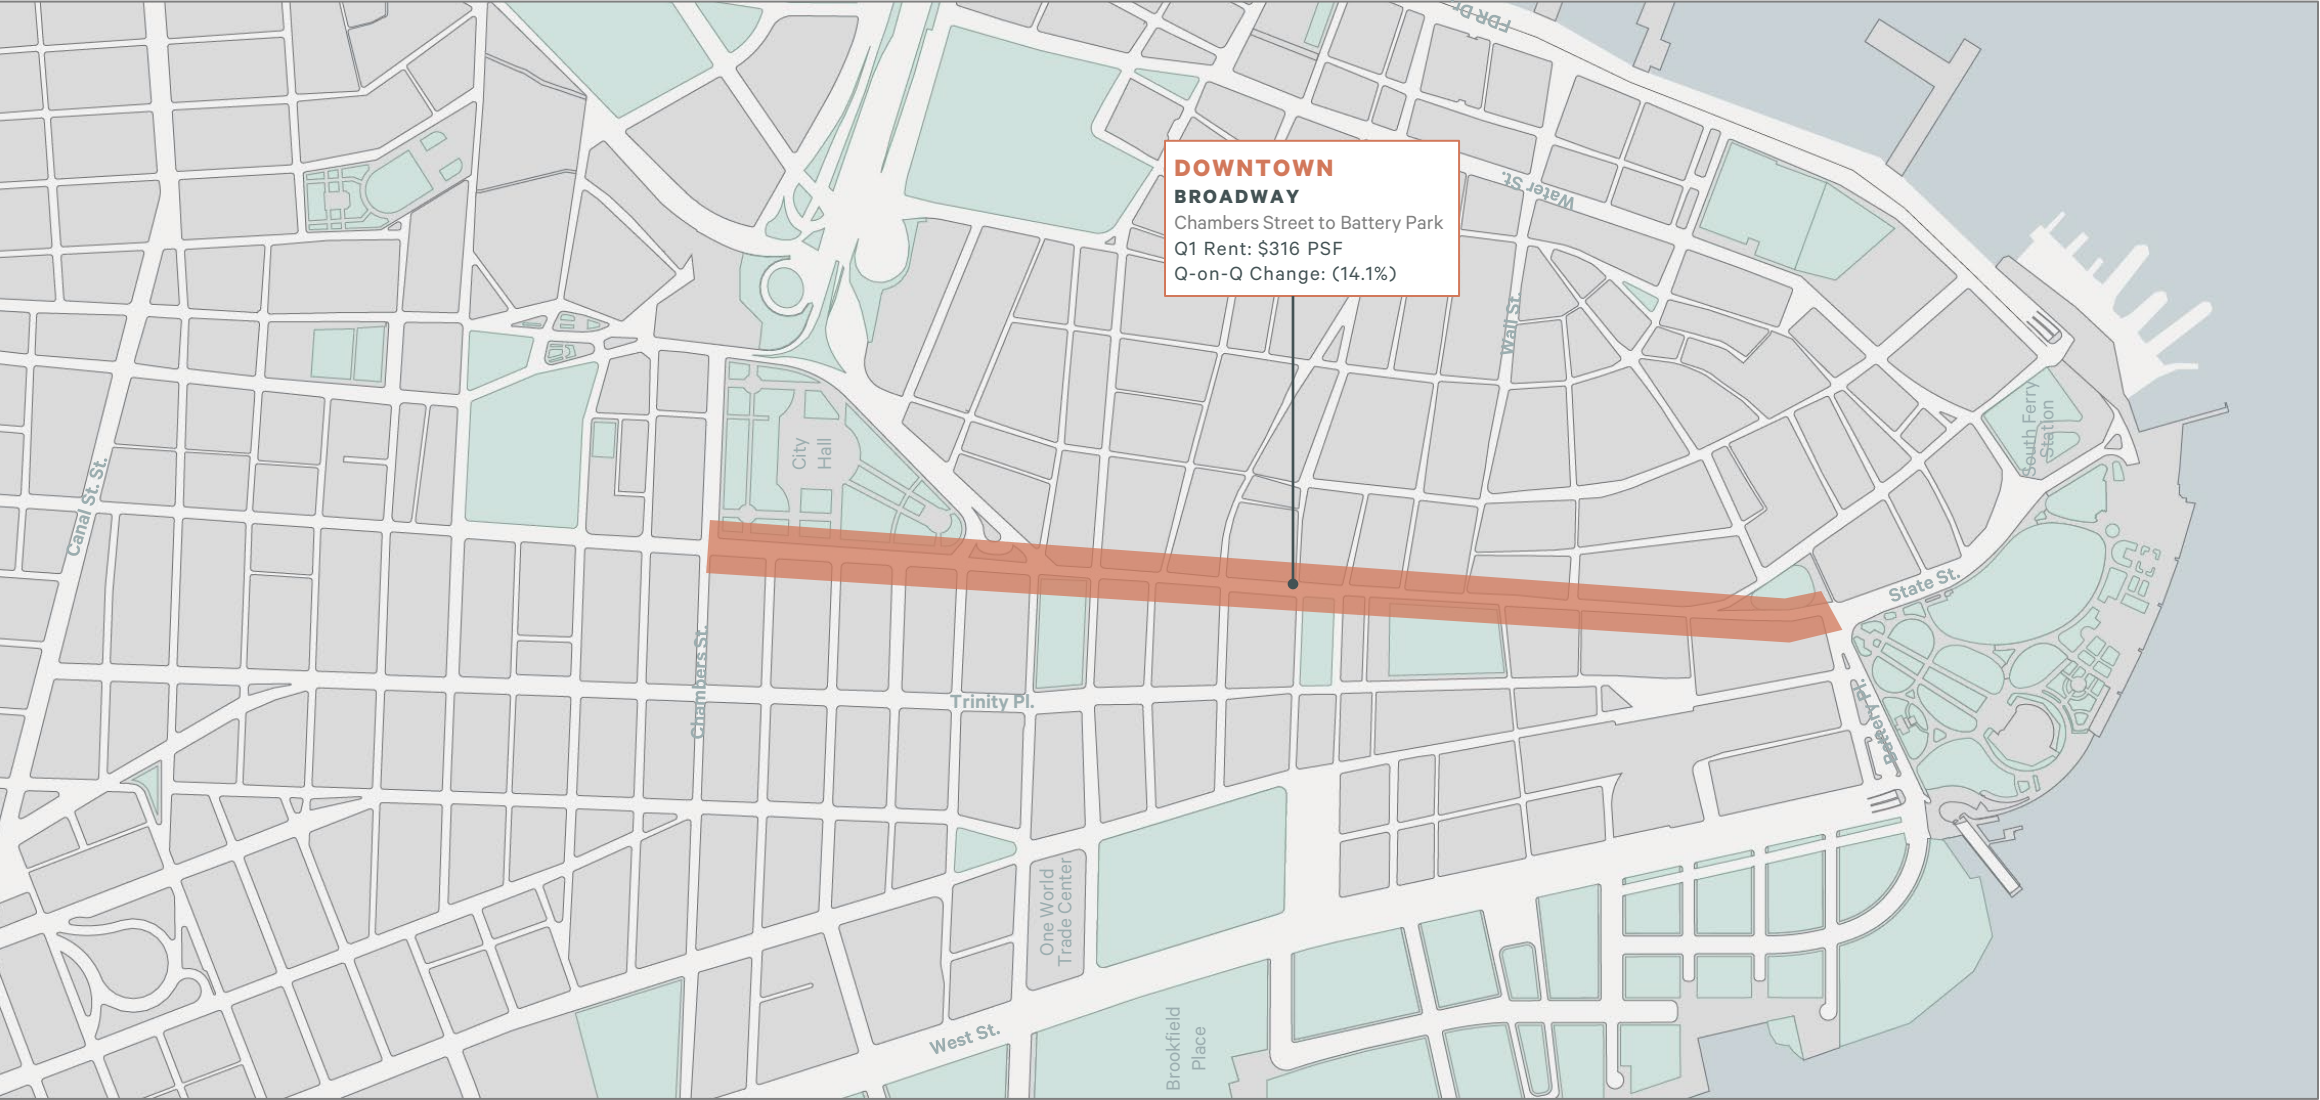 FDR Dr
DOWNTOWN
BROADWAY
Chambers Street to Battery Park
Q1 Rent: $316 PSF
Q-on-Q Change: (14.1%)
Water St.
Wall St.
South Ferry
Station
City
Hall
Canal St. St.
State St.
Chambers St.
Trinity Pl.
Battery Pl.
One World
Trade Center
West St.
Brookfield
Place